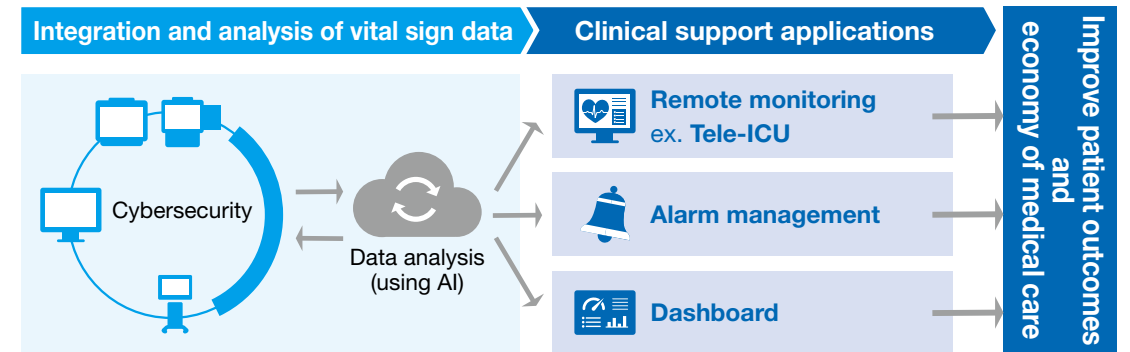 Integration and analysis of vital sign data
Clinical support applications
Cybersecurity
Data analysis
(using AI)
Remote monitoring
ex. Tele-ICU
Alarm management
Dashboard
Improve patient outcomes
and
economy of medical care